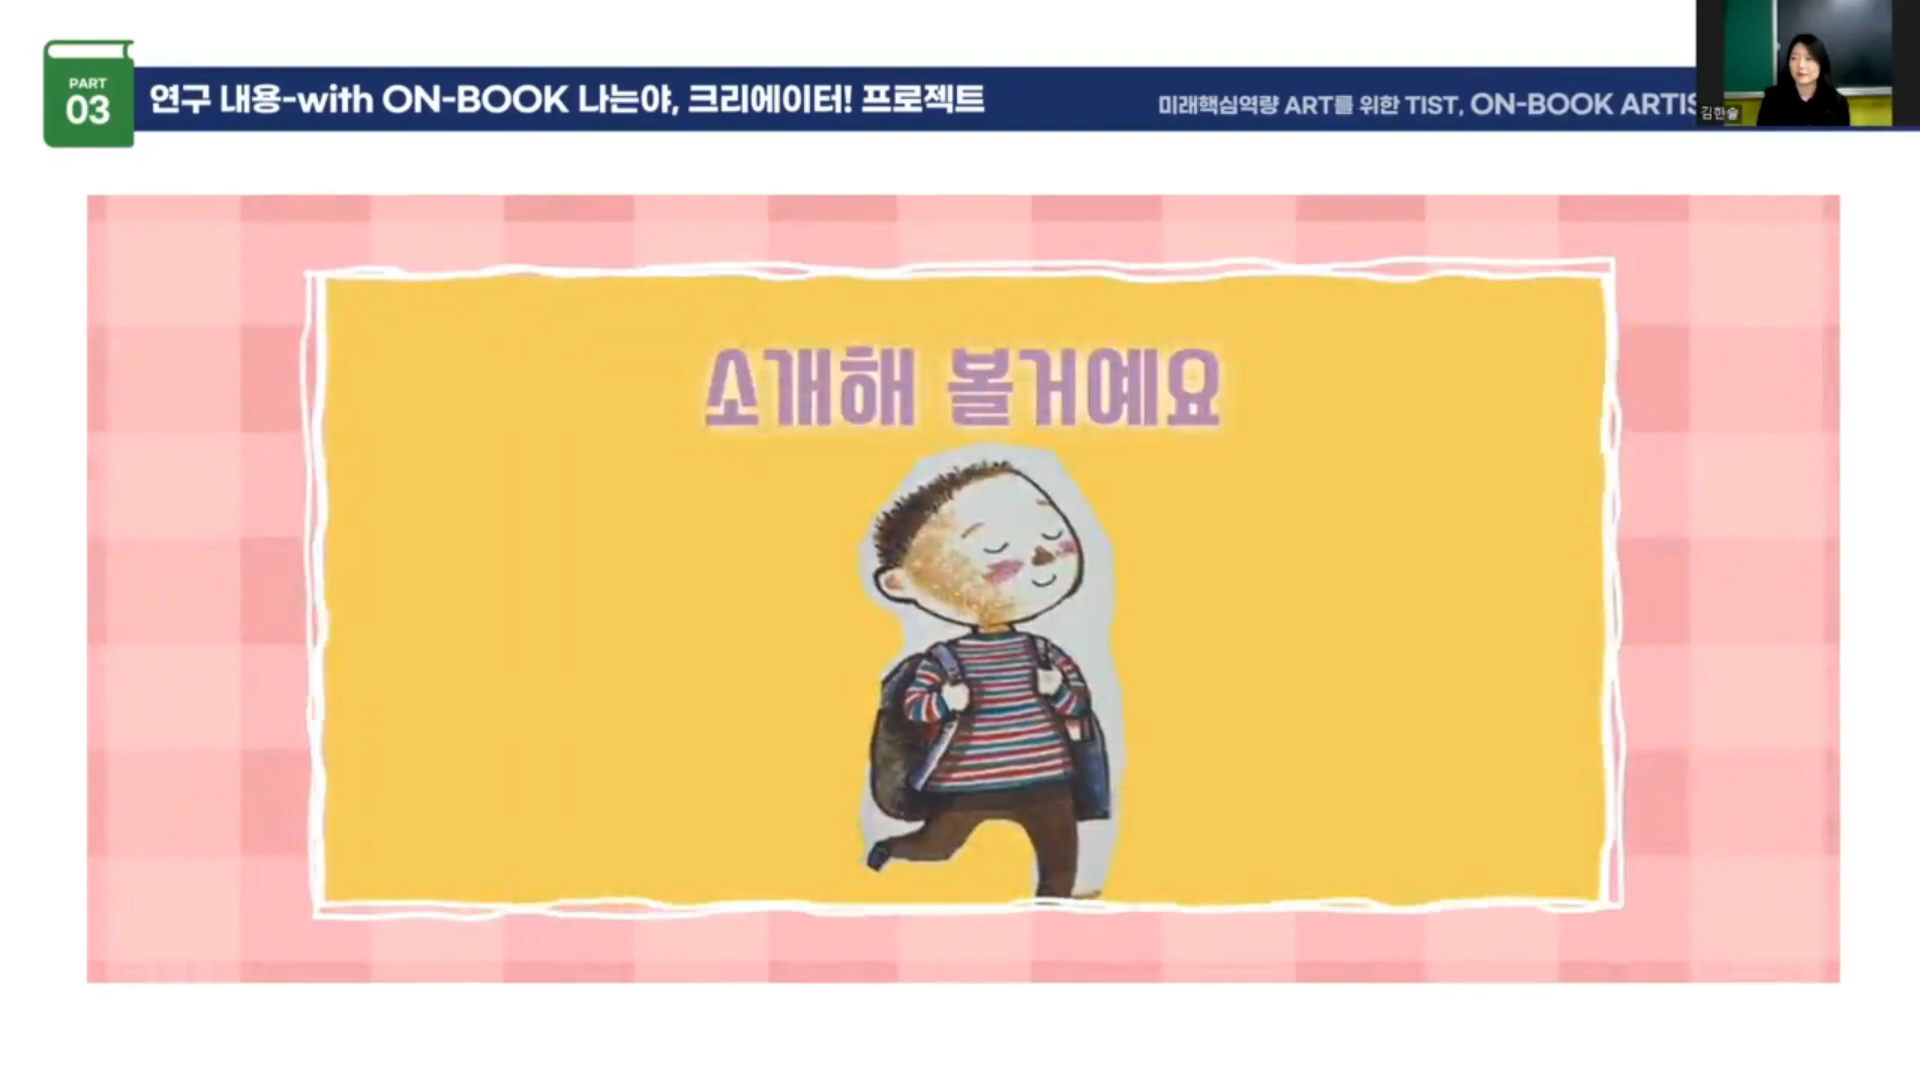 PART
03
연구 내용-with ON-BOOK 나는야, 크리에이터! 프로젝트
미래핵심역량 ART를 위한 TIST, ON-BOOK ARTIS
김한솔
소개해 볼거예요